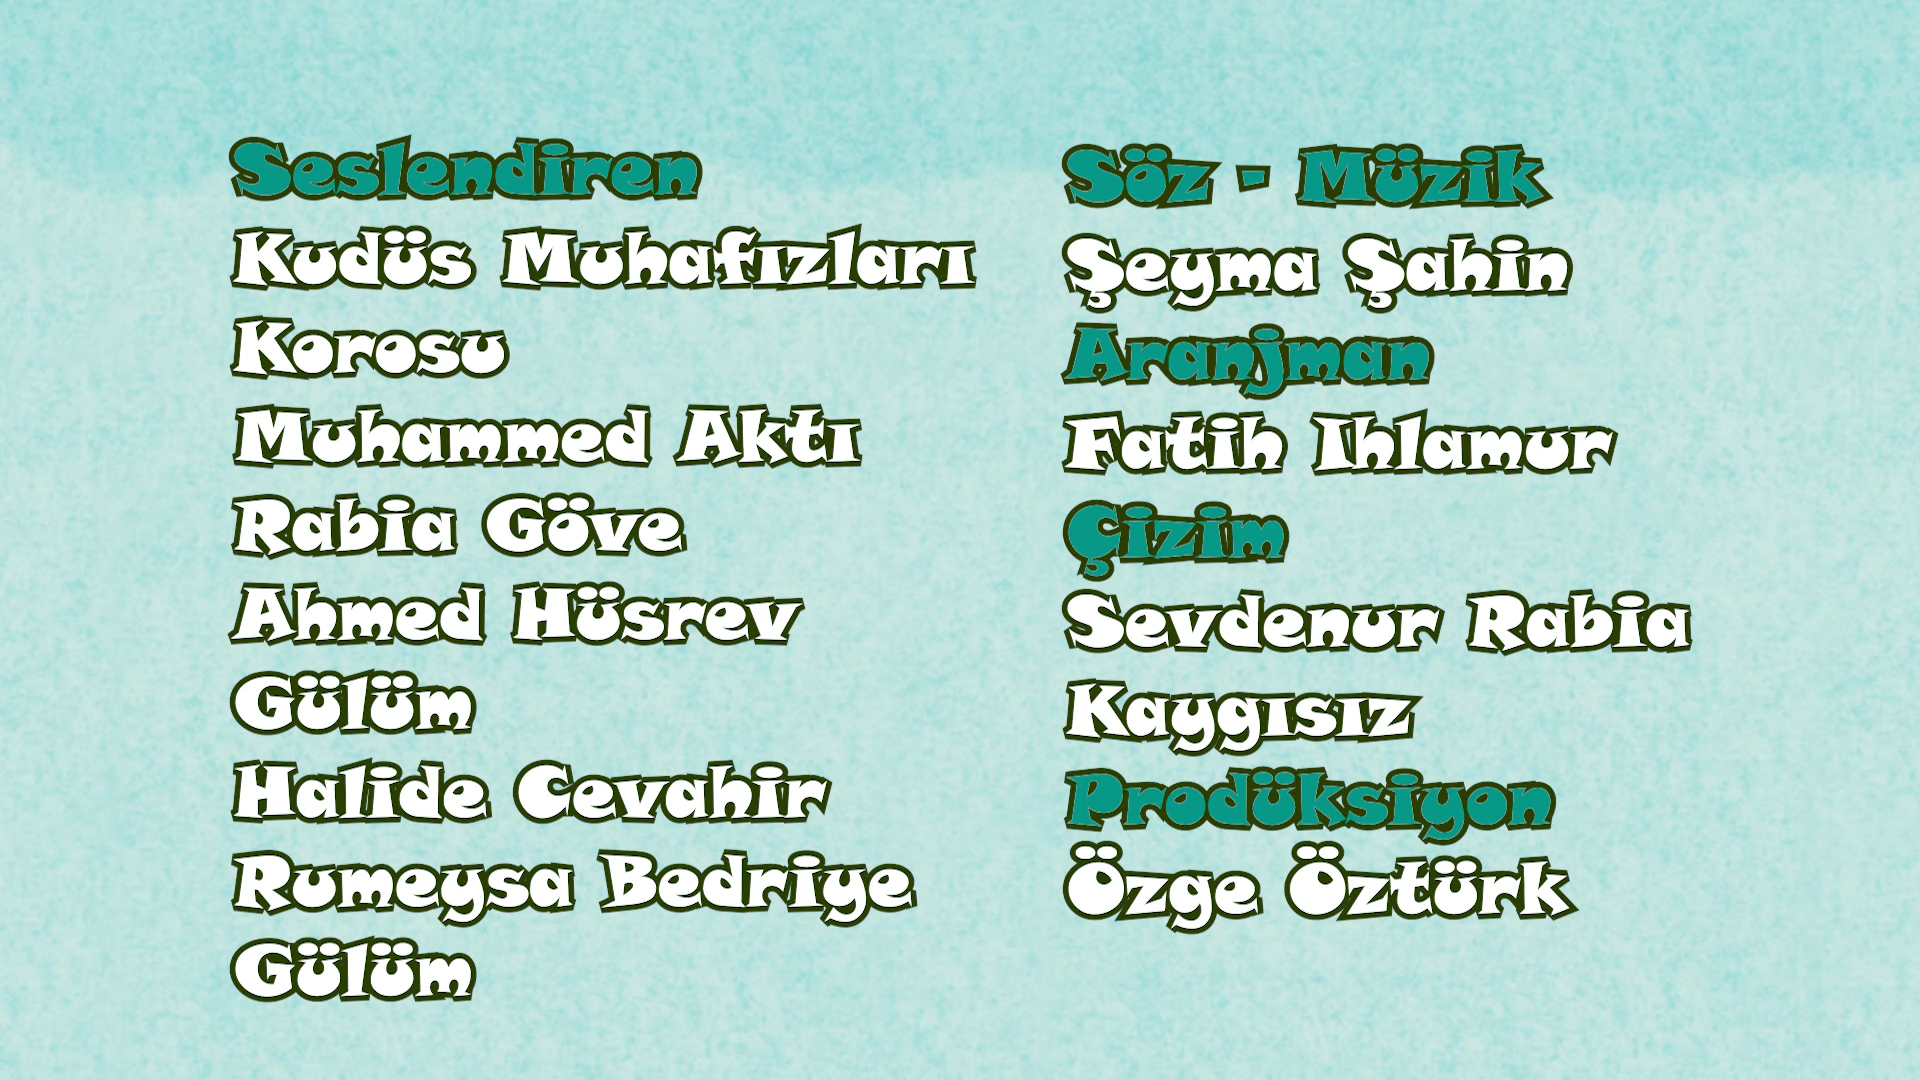 Seslendiren
Kudüs Muhafızları
Korosu
Muhammed Aktı
Rabia Göve
Ahmed Hüsrev
Gülüm
Halide Cevahir
Rumeysa Bedriye
Gülüm
Söz - Müzik
Şeyma Şahin
Aranjman
Fatih Ihlamur
Çizim
Sevdenur Rabia
Kaygısız
Prodüksiyon
Özge Öztürk